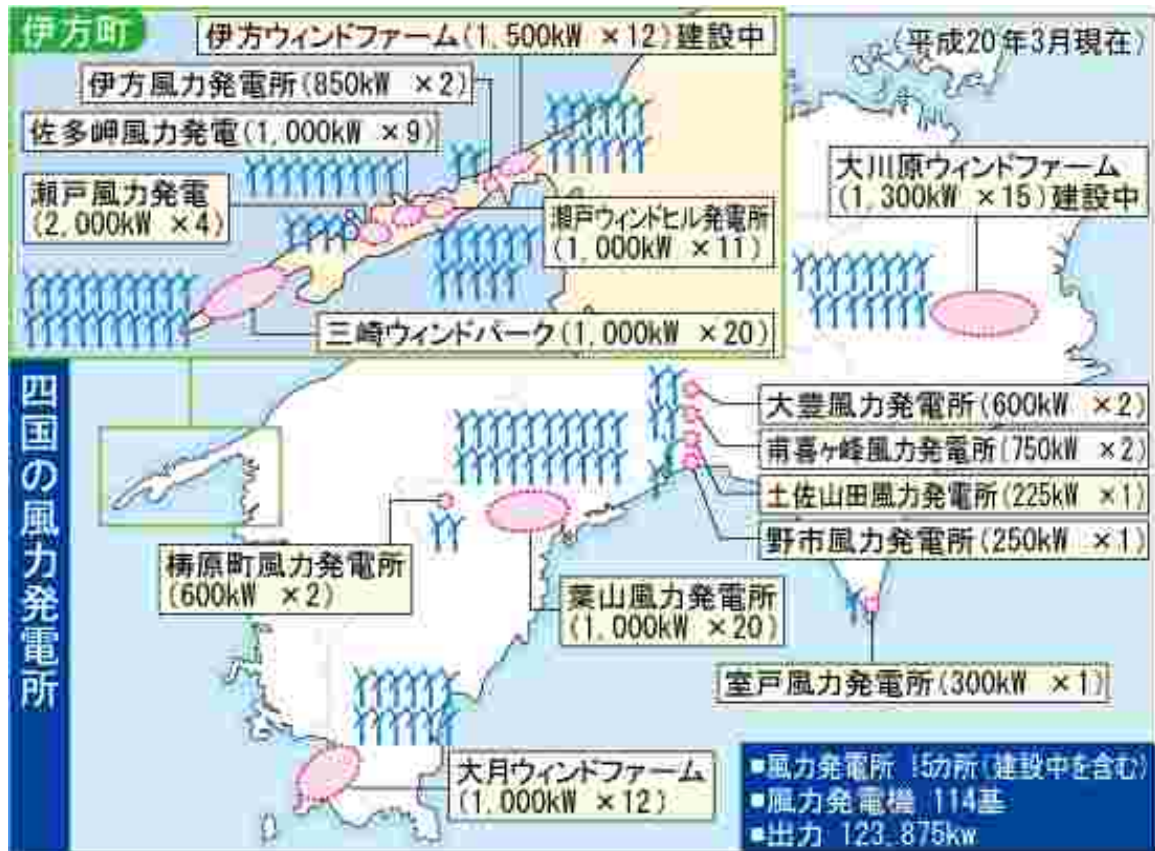 伊方町
伊方ウィンドファーム(1,500kW ×12)建設中
(平成20年3月現在)
伊方風力発電所(850kW ×2)
佐多岬風力発電(1,000kW ×9)
瀬戸風力発電
(2,000kW ×4)
瀬戸ウィンドヒル発電所
(1,000kW ×11)
三崎ウィンドパーク(1,000kW ×20)
大川原ウィンドファーム
(1,300kW ×15)建設中
四国の風力発電所
大豊風力発電所(600kW ×2)
甫喜ヶ峰風力発電所(750kW ×2)
土佐山田風力発電所(225kW ×1)
野市風力発電所(250kW ×1)
梼原町風力発電所
(600kW ×2)
葉山風力発電所
(1,000kW ×20)
室戸風力発電所(300kW ×1)
大月ウィンドファーム
(1,000kW ×12)
■風力発電所 15カ所(建設中を含む)
■風力発電機 114基
■出力 123,875kw